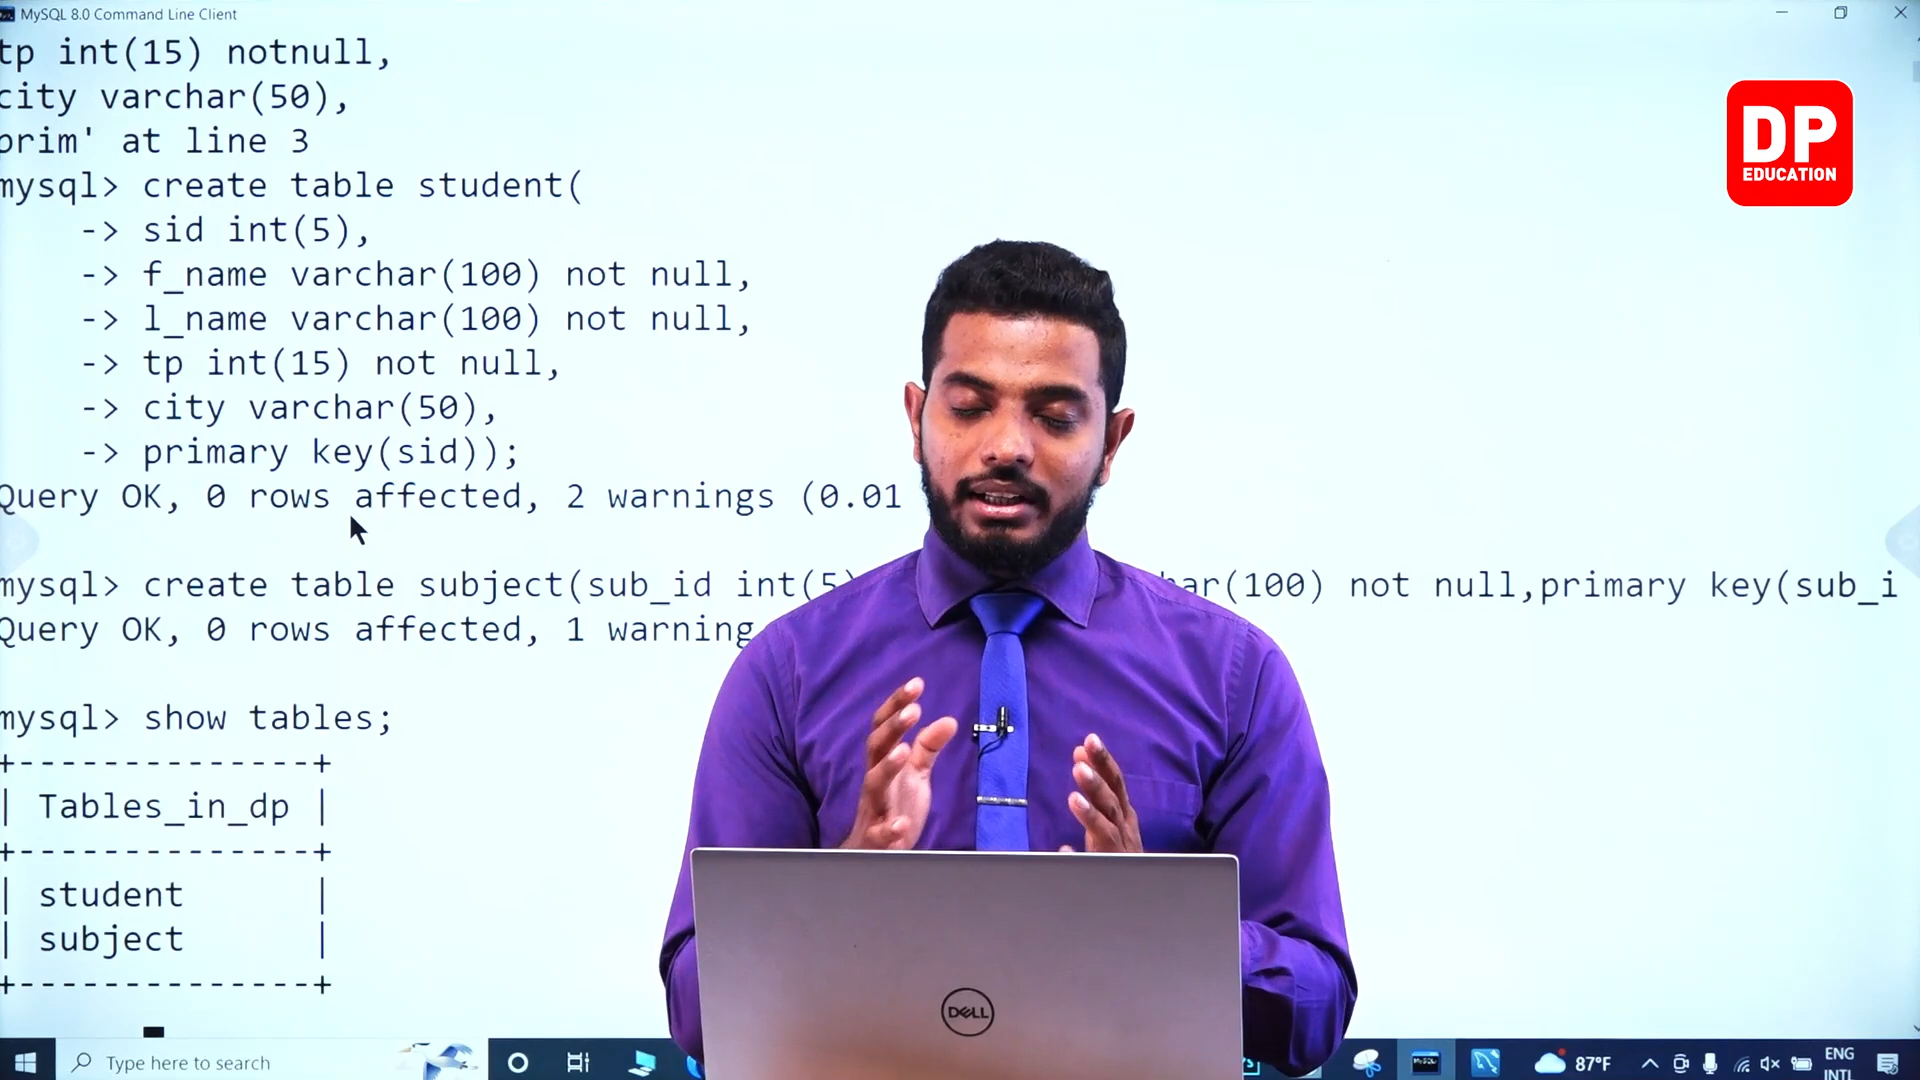 MySQL 8.0 Command Line Client
tp int(15) notnull,
city varchar(50),
prim' at line 3
mysql> create table student(
-> sid int(5),
-> f_name varchar(100) not null,
-> l_name varchar(100) not null,
-> tp int(15) not null,
-> city varchar(50),
-> primary key(sid));
Query OK, 0 rows affected, 2 warnings (0.01
mysql> create table subject(sub_id int(5) har(100) not null,primary key(sub_i
Query OK, 0 rows affected, 1 warning
mysql> show tables;
+--------------+
| Tables_in_dp |
+--------------+
| student |
| subject |
+--------------+
DP
EDUCATION
DELL
Type here to search
87°F
ENG
INTL